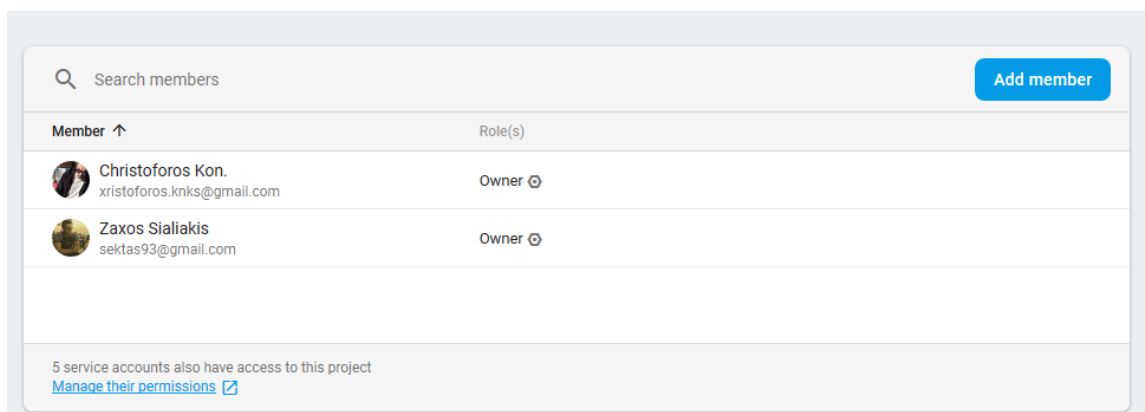 Search members
Add member
Member
Role(s)
Christoforos Kon.
xristoforos.knks@gmail.com
Owner
Zaxos Sialiakis
sektas93@gmail.com
Owner
5 service accounts also have access to this project
Manage their permissions